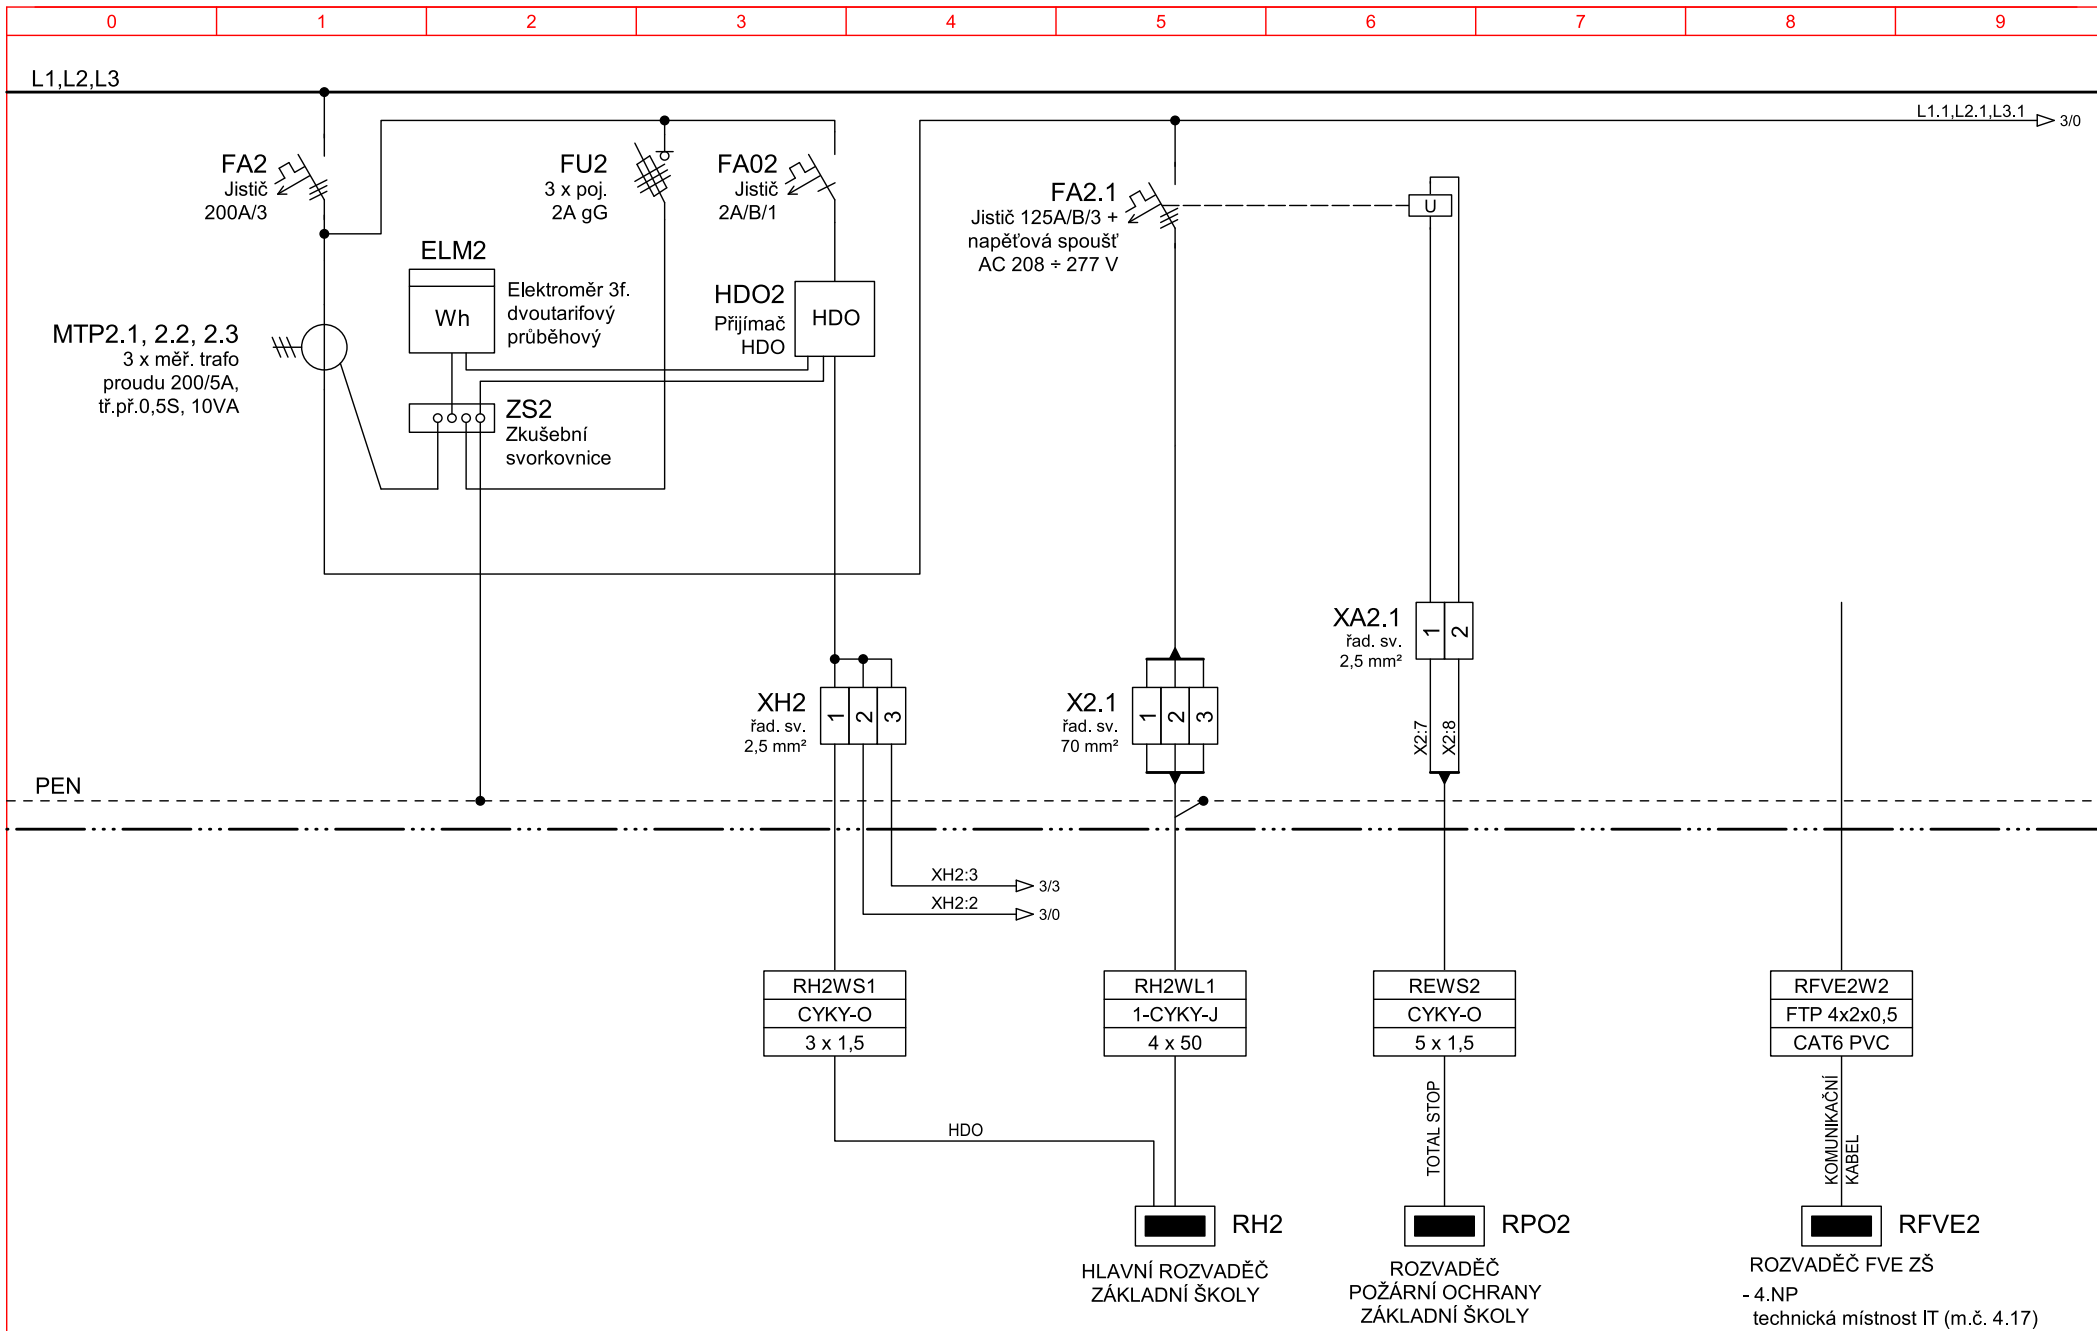 0 1 2 3 4 5 6 7 8 9
L1,L2,L3
L1.1,L2.1,L3.1
3/0
FA2
Jistič
200A/3
FU2
3 x poj.
2A gG
FA02
Jistič
2A/B/1
FA2.1
Jistič 125A/B/3 +
napěťová spoušť
AC 208 ÷ 277 V
U
ELM2
Wh
Elektroměr 3f.
dvoutarifový
průběhový
HDO2
Přijímač
HDO
HDO
MTP2.1, 2.2, 2.3
3 x měř. trafo
proudu 200/5A,
tř.př.0,5S, 10VA
ZS2
Zkušební
svorkovnice
XA2.1
řad. sv.
2,5 mm²
1 2
XH2
řad. sv.
2,5 mm²
1 2 3
X2.1
řad. sv.
70 mm²
1 2 3
X2:7
X2:8
PEN
XH2:3
3/3
XH2:2
3/0
RH2WS1
CYKY-O
3 x 1,5
RH2WL1
1-CYKY-J
4 x 50
REWS2
CYKY-O
5 x 1,5
RFVE2W2
FTP 4x2x0,5
CAT6 PVC
HDO
TOTAL STOP
KOMUNIKAČNÍ
KABEL
RH2
HLAVNÍ ROZVADĚČ
ZÁKLADNÍ ŠKOLY
RPO2
ROZVADĚČ
POŽÁRNÍ OCHRANY
ZÁKLADNÍ ŠKOLY
RFVE2
ROZVADĚČ FVE ZŠ
- 4.NP
technická místnost IT (m.č. 4.17)